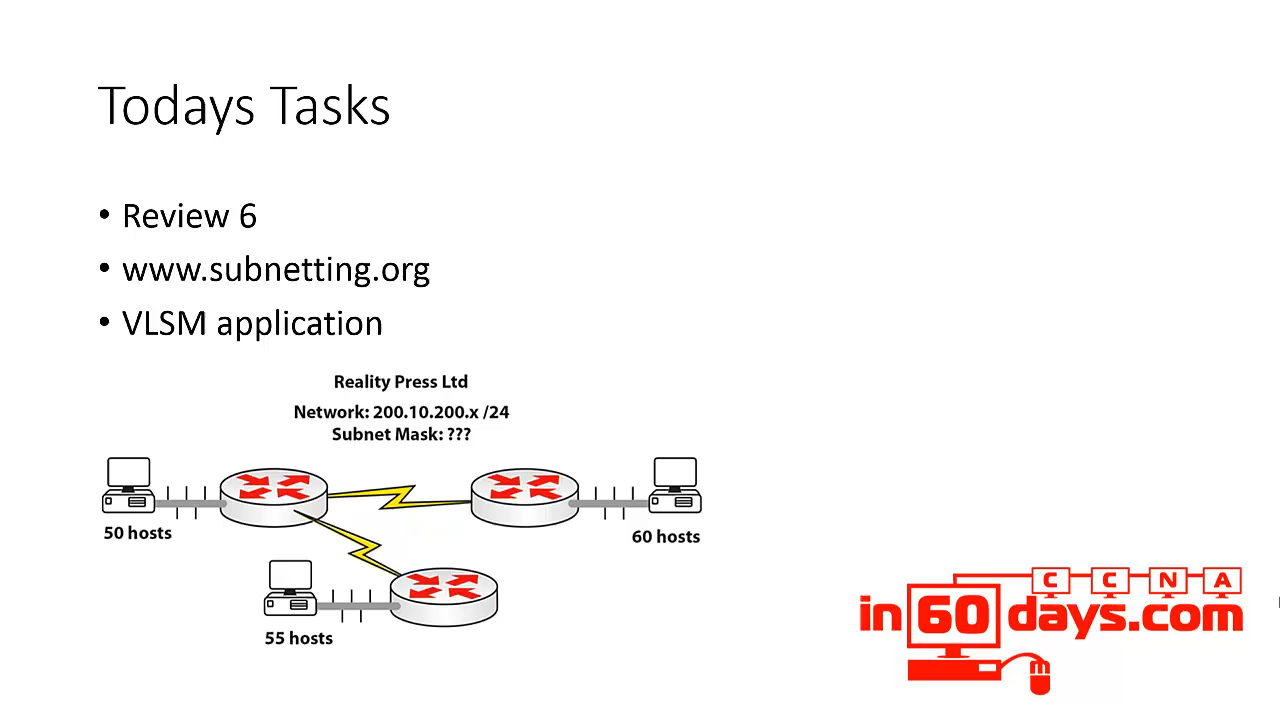 Todays Tasks
• Review 6
• www.subnetting.org
• VLSM application
Reality Press Ltd
Network: 200.10.200.x /24
Subnet Mask: ???
50 hosts
60 hosts
55 hosts
C C N A
in60days.com